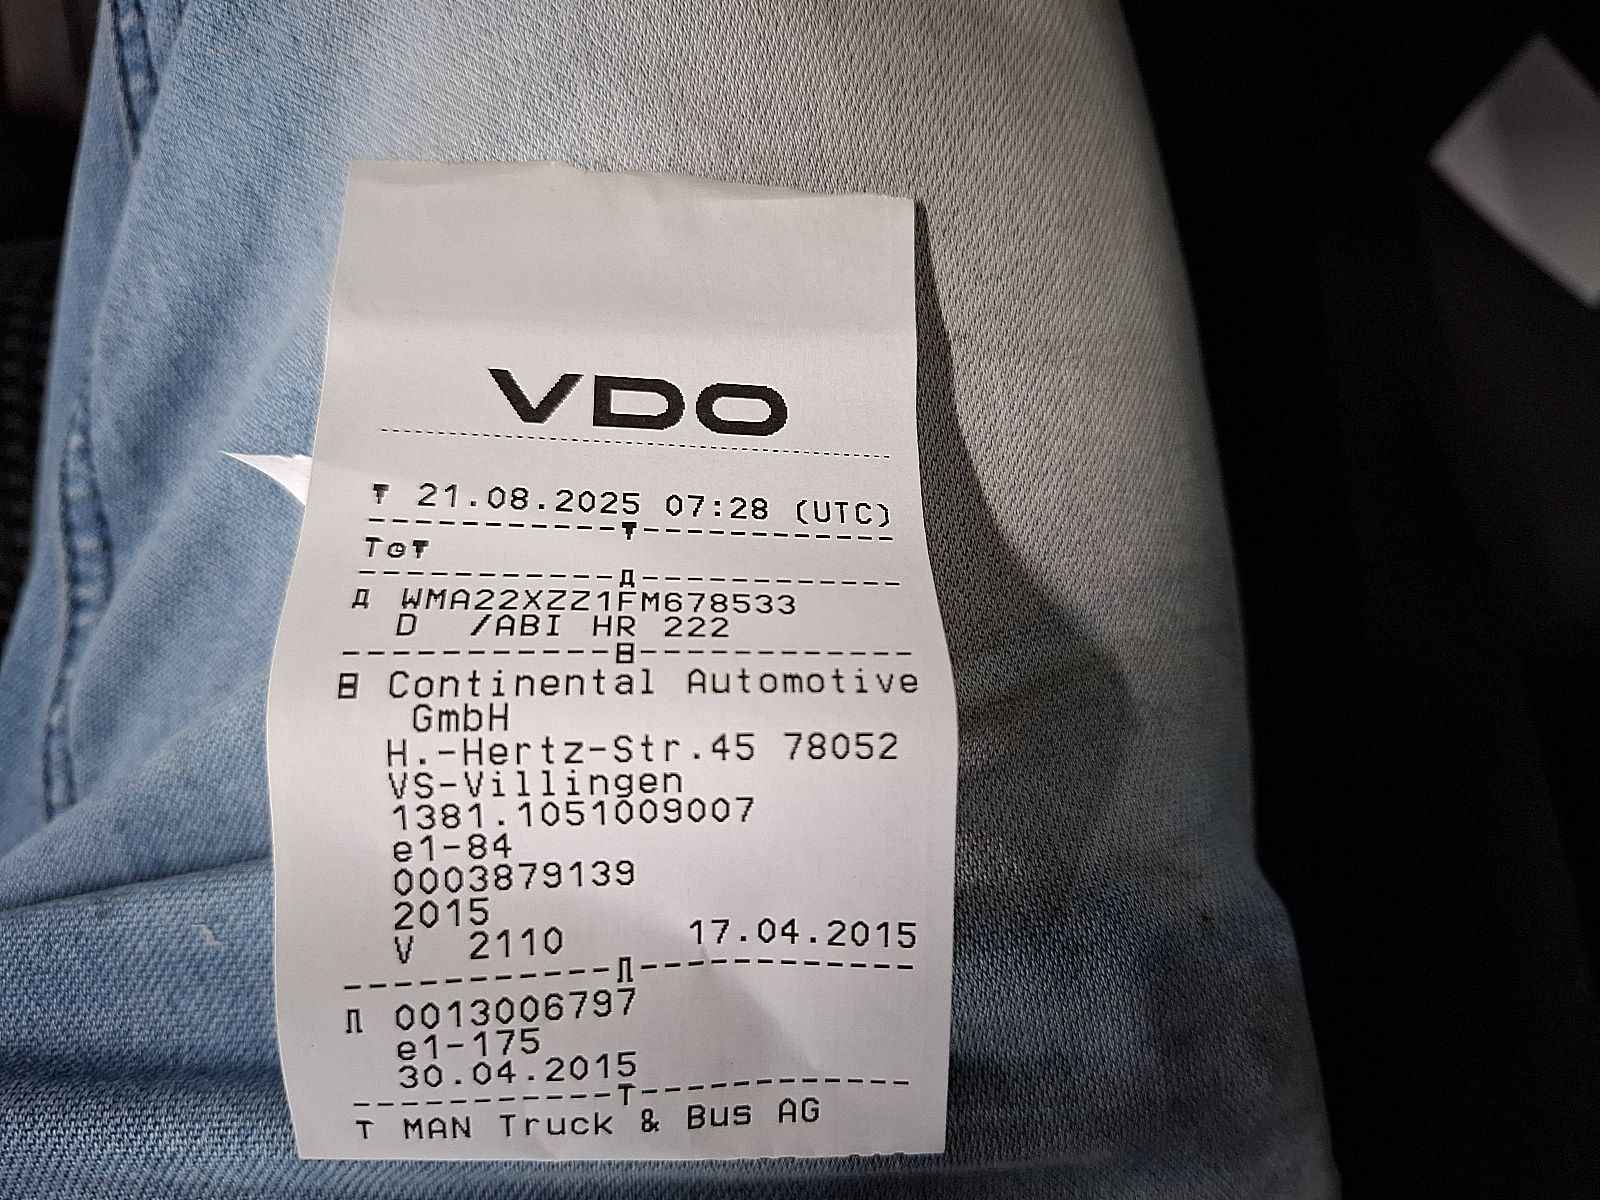 VDO
21.08.2025 07:28 (UTC)
T
WMA22XZZ1FM678533
D /ABI HR 222
Continental Automotive
GmbH
H.-Hertz-Str.45 78052
VS-Villingen
1381.1051009007
e1-84
0003879139
2015
V 2110 17.04.2015
0013006797
e1-175
30.04.2015
T
T MAN Truck & Bus AG